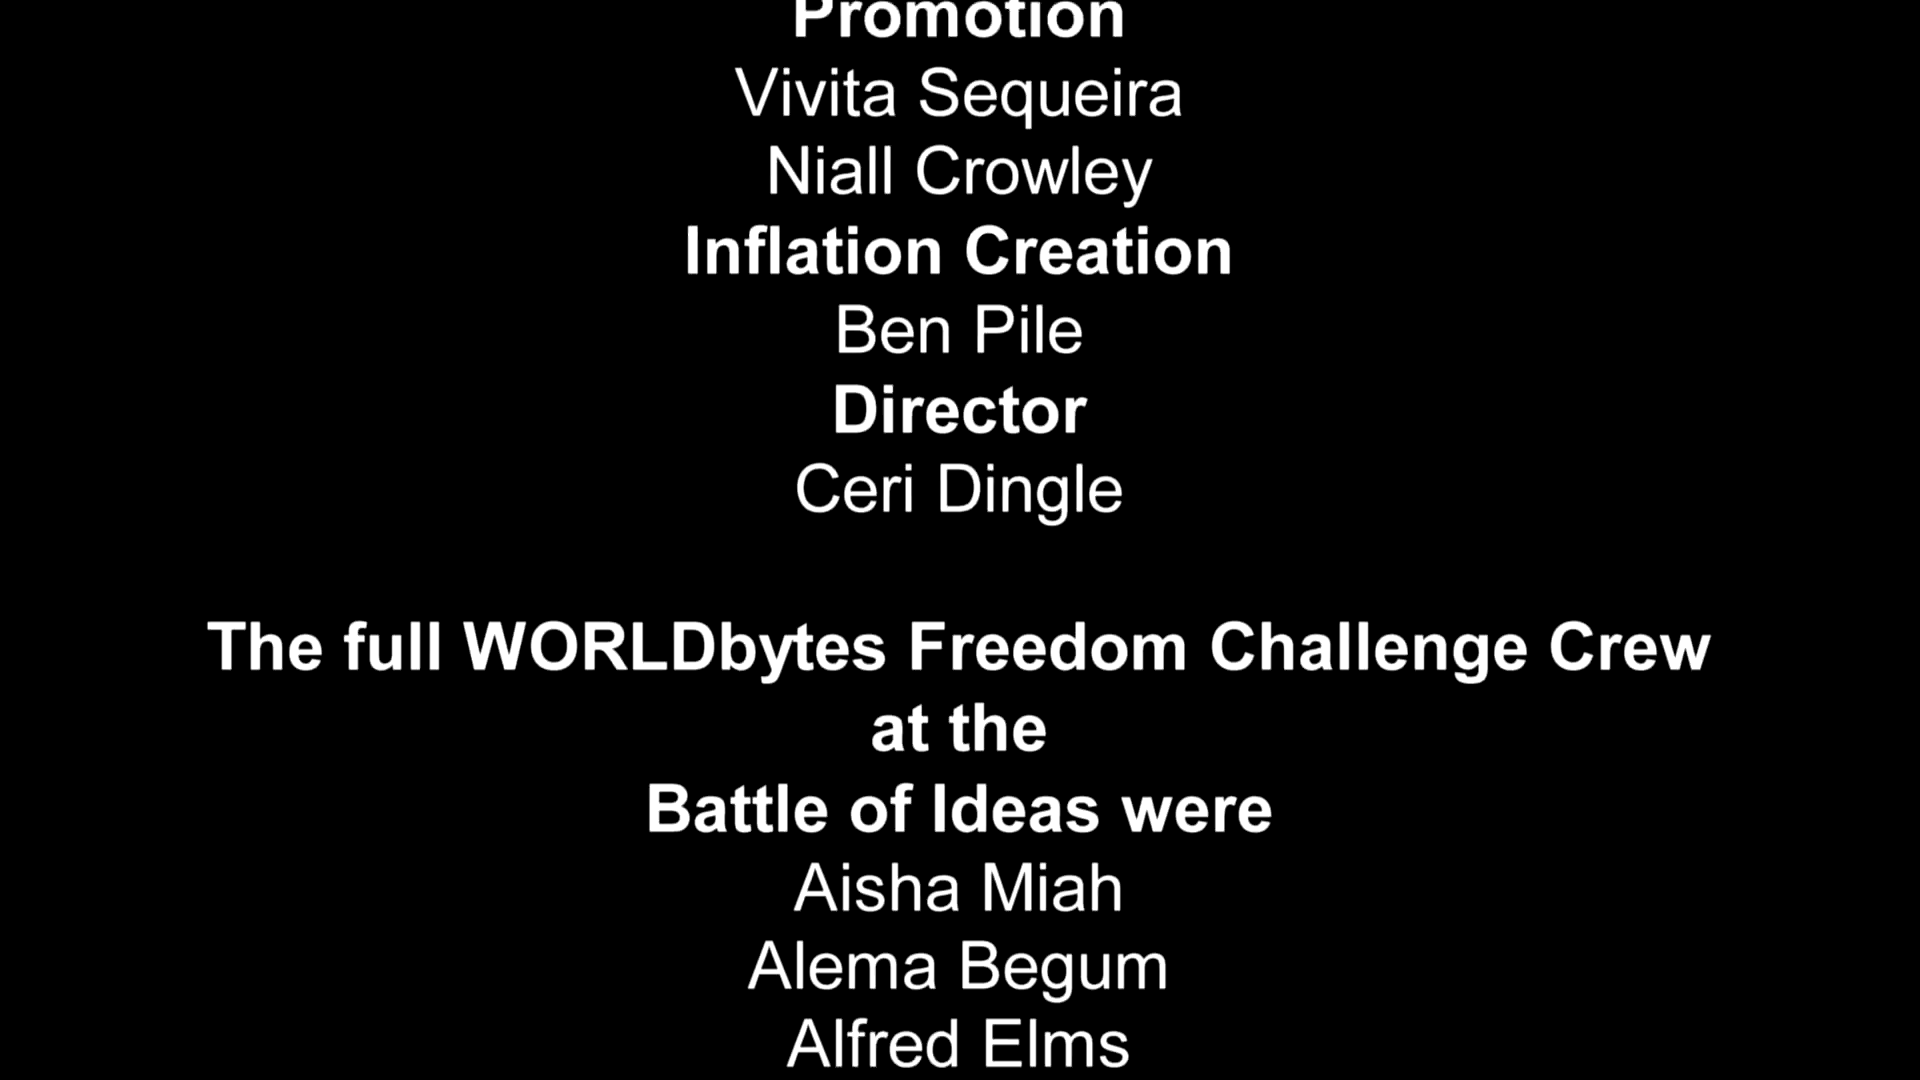 Promotion
Vivita Sequeira
Niall Crowley
Inflation Creation
Ben Pile
Director
Ceri Dingle
The full WORLDbytes Freedom Challenge Crew
at the
Battle of Ideas were
Aisha Miah
Alema Begum
Alfred Elms